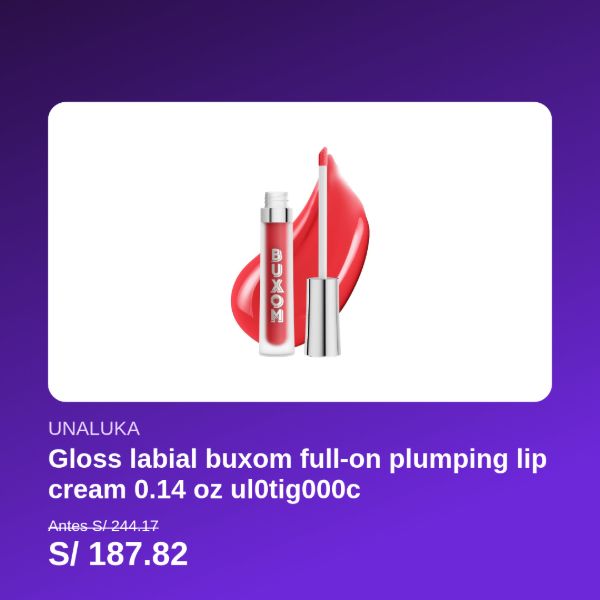 BUXOM
UNALUKA
Gloss labial buxom full-on plumping lip
cream 0.14 oz ul0tig000c
Antes S/ 244.17
S/ 187.82